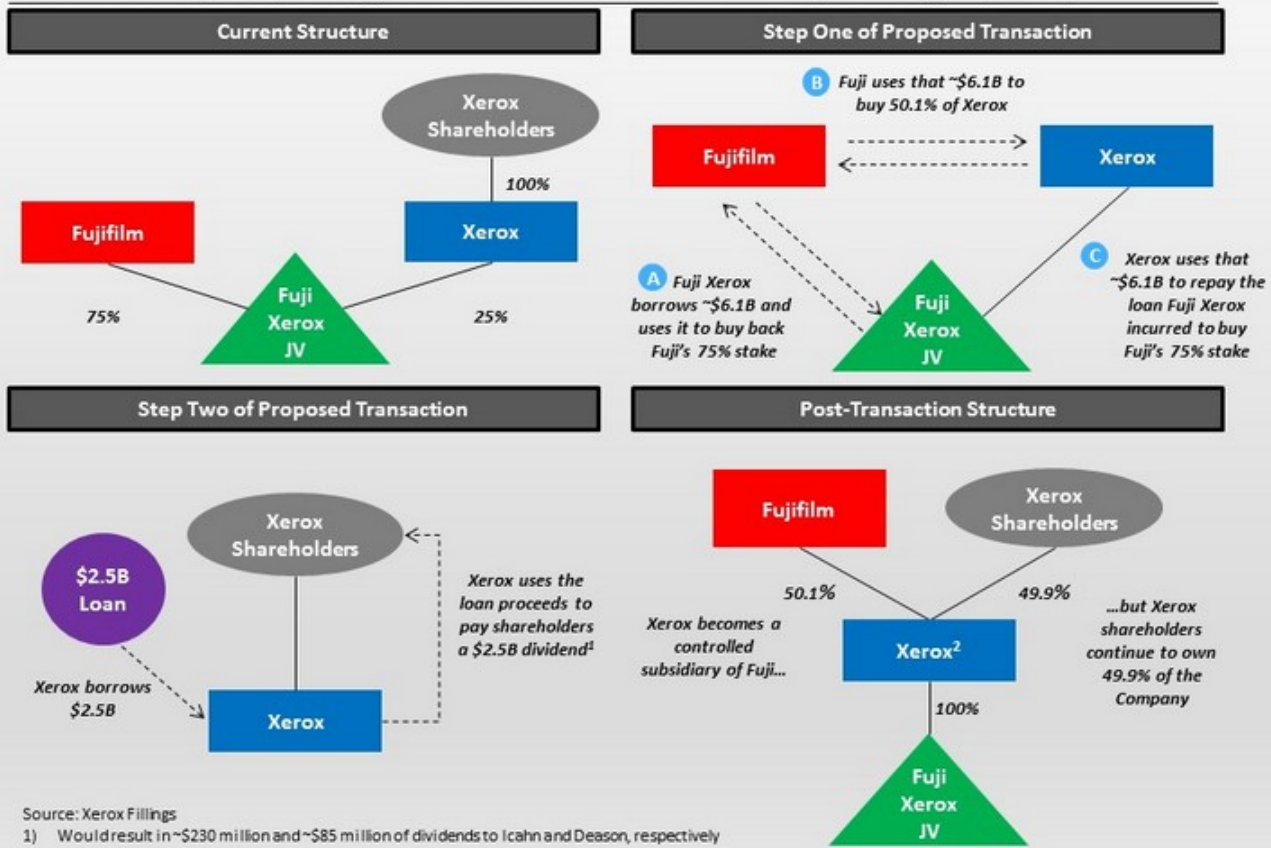 Current Structure
Xerox
Shareholders
100%
Fujifilm
Xerox
75%
Fuji
Xerox
JV
25%
Step One of Proposed Transaction
B Fuji uses that ~$6.1B to
buy 50.1% of Xerox
Fujifilm
Xerox
A Fuji Xerox
borrows ~$6.1B and
uses it to buy back
Fuji's 75% stake
Fuji
Xerox
JV
C Xerox uses that
~$6.1B to repay the
loan Fuji Xerox
incurred to buy
Fuji's 75% stake
Step Two of Proposed Transaction
$2.5B
Loan
Xerox
Shareholders
Xerox uses the
loan proceeds to
pay shareholders
a $2.5B dividend¹
Xerox borrows
$2.5B
Xerox
Post-Transaction Structure
Fujifilm
Xerox
Shareholders
50.1%
49.9%
Xerox becomes a
controlled
subsidiary of Fuji...
Xerox²
...but Xerox
shareholders
continue to own
49.9% of the
Company
100%
Fuji
Xerox
JV
Source: Xerox Fillings
1) Would result in ~$230 million and ~$85 million of dividends to Icahn and Deason, respectively